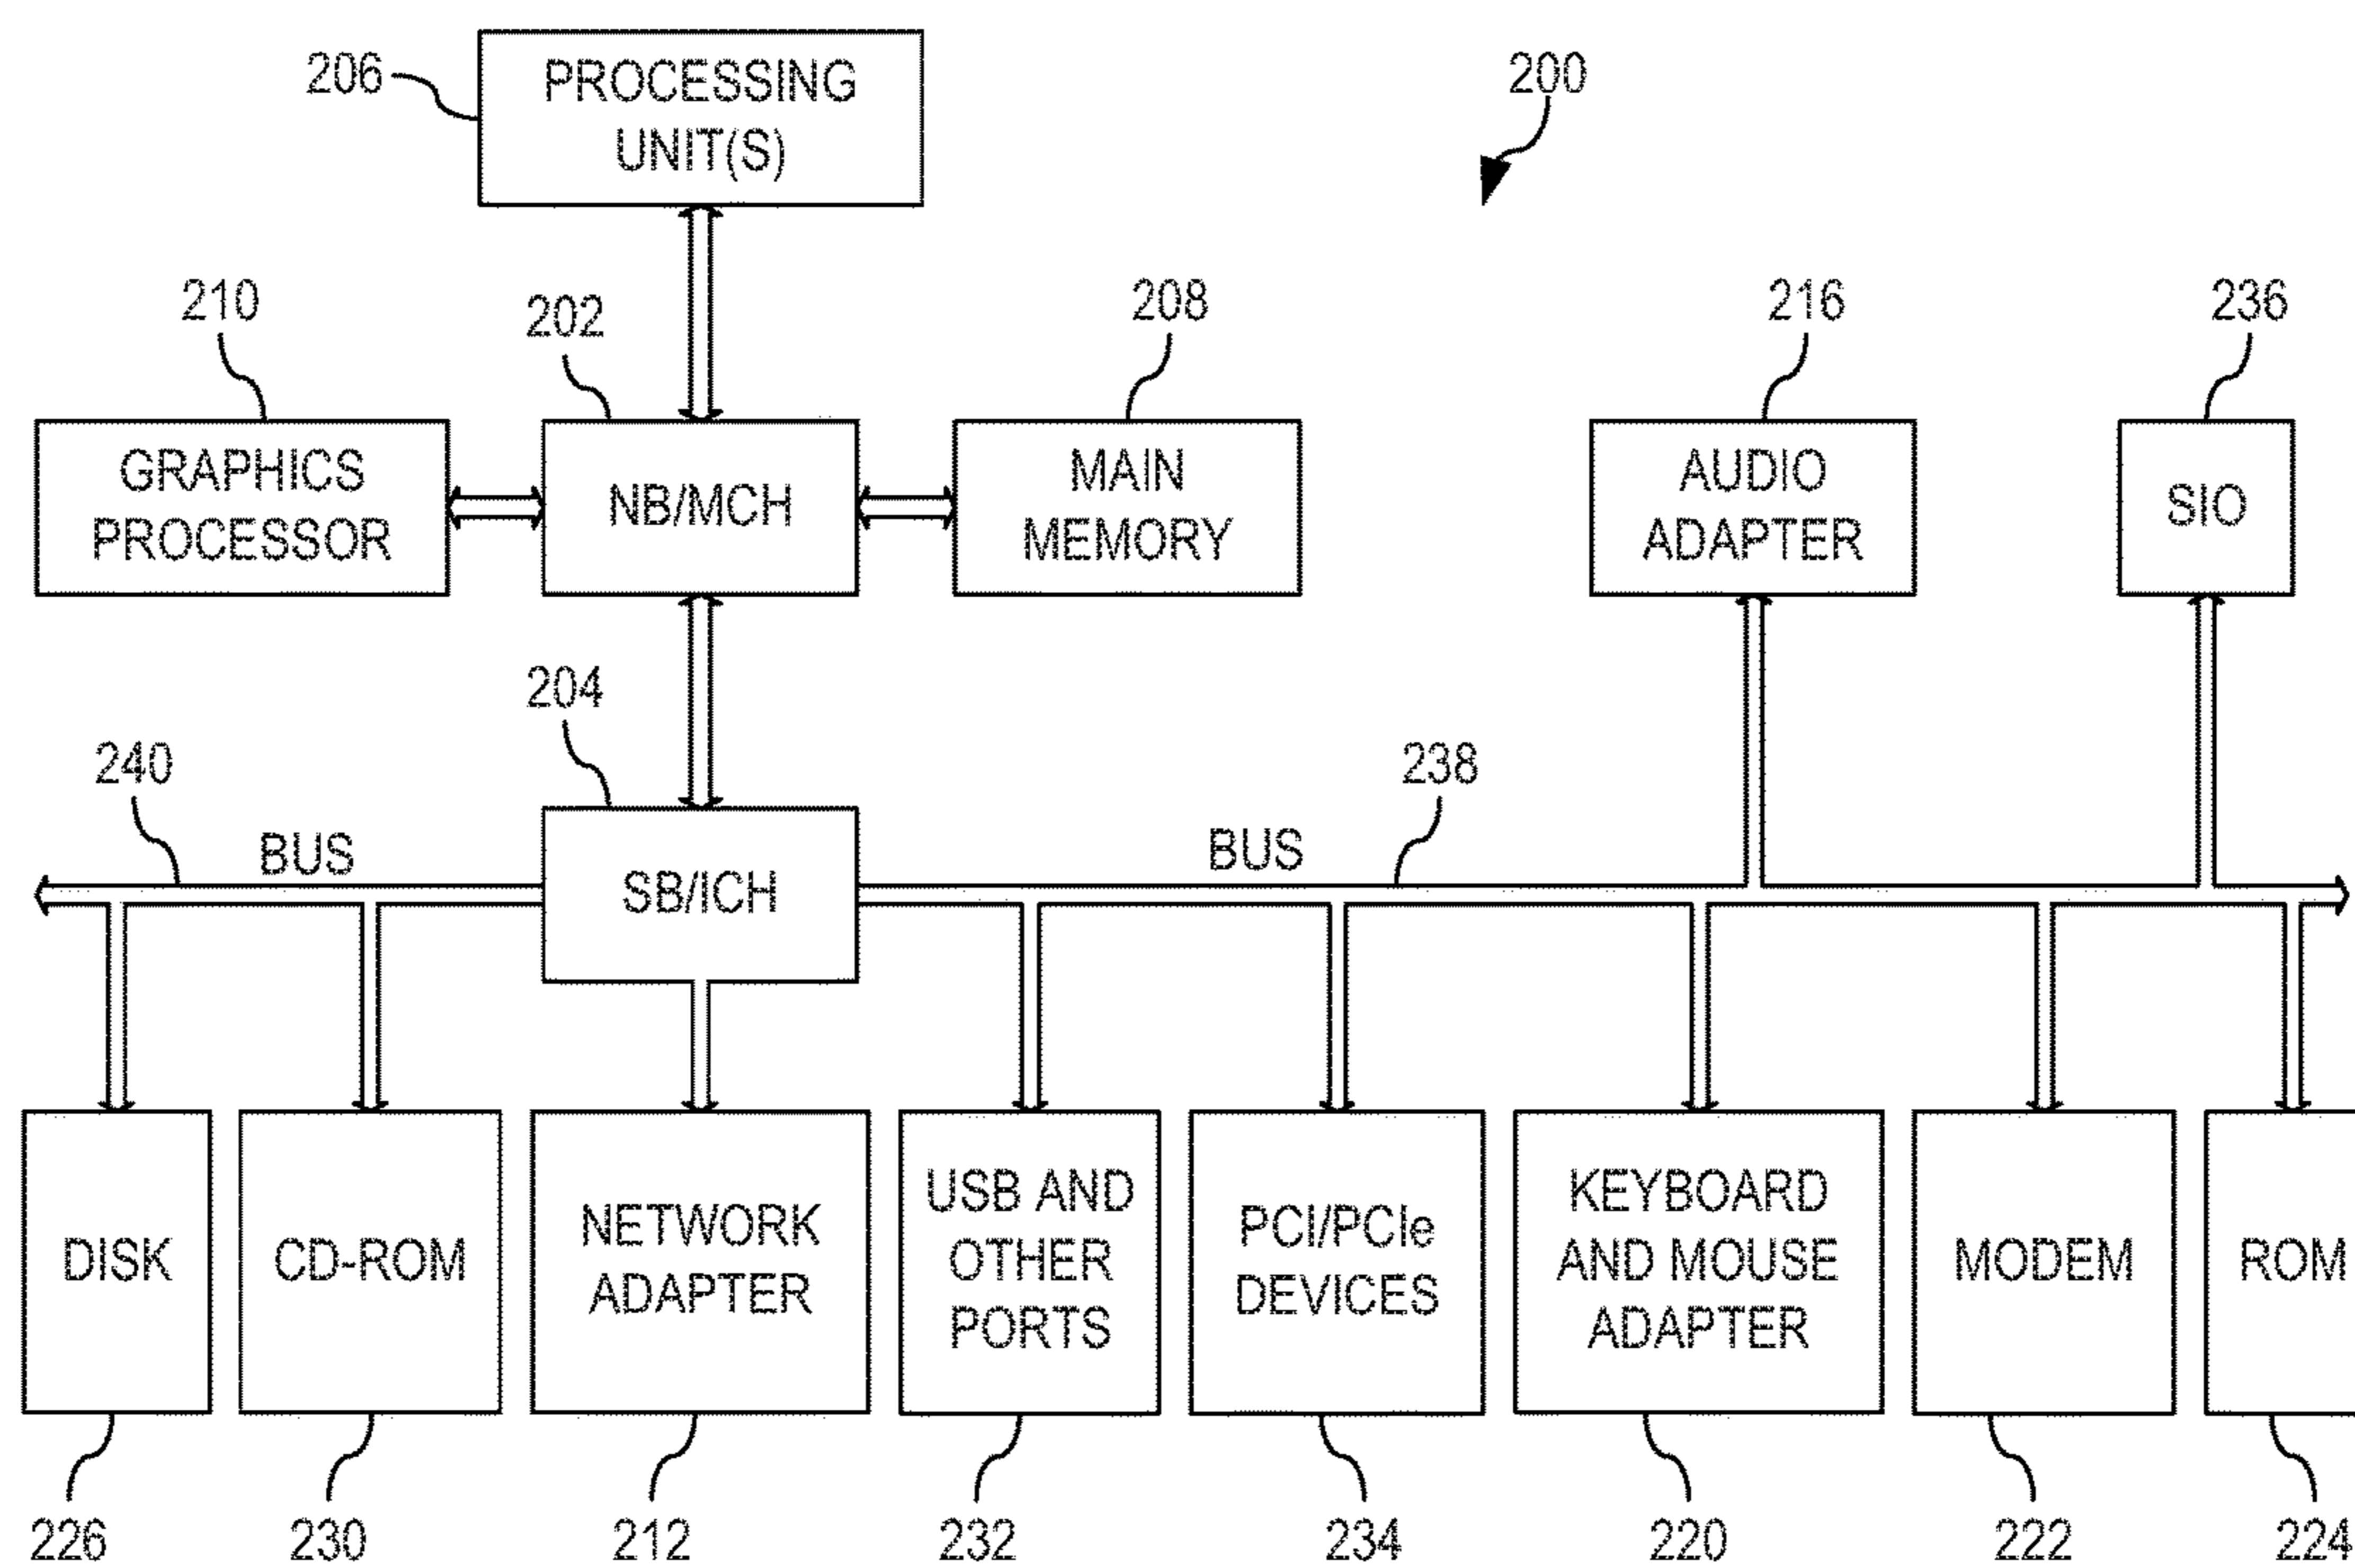 206
PROCESSING
UNIT(S)
200
210
202
208
216
236
GRAPHICS
PROCESSOR
NB/MCH
MAIN
MEMORY
AUDIO
ADAPTER
SIO
204
240
238
BUS
BUS
SB/ICH
DISK
CD-ROM
NETWORK
ADAPTER
USB AND
OTHER
PORTS
PCI/PCIe
DEVICES
KEYBOARD
AND MOUSE
ADAPTER
MODEM
ROM
226
230
212
232
234
220
222
224